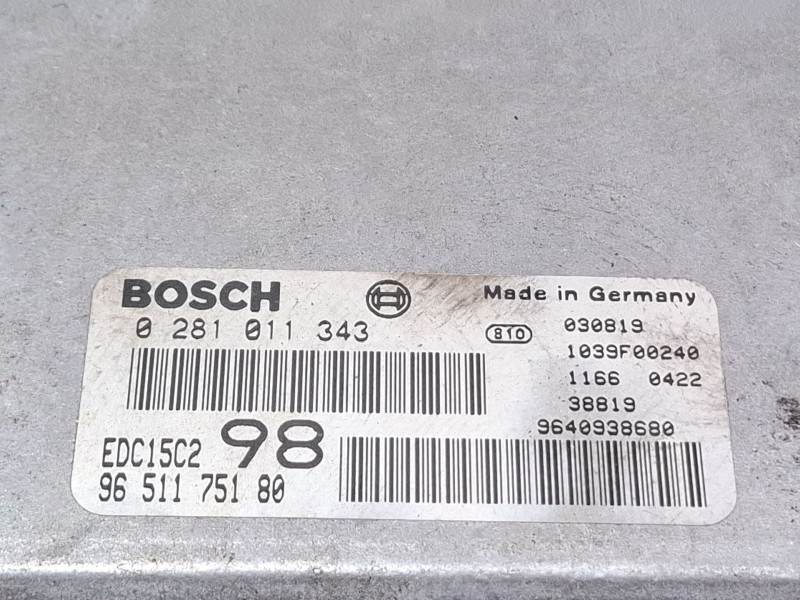 BOSCH
Made in Germany
0 281 011 343
810
030819
1039F00240
1166 0422
38819
9640938680
EDC15C2
98
96 511 751 80